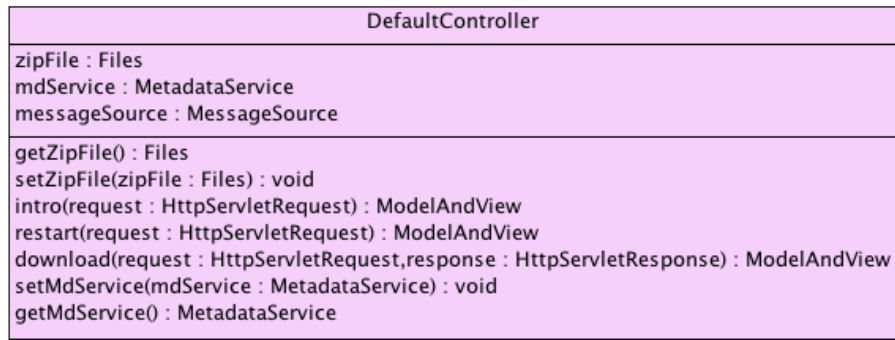 DefaultController
zipFile : Files
mdService : MetadataService
messageSource : MessageSource
getZipFile() : Files
setZipFile(zipFile : Files) : void
intro(request : HttpServletRequest) : ModelAndView
restart(request : HttpServletRequest) : ModelAndView
download(request : HttpServletRequest,response : HttpServletResponse) : ModelAndView
setMdService(mdService : MetadataService) : void
getMdService() : MetadataService